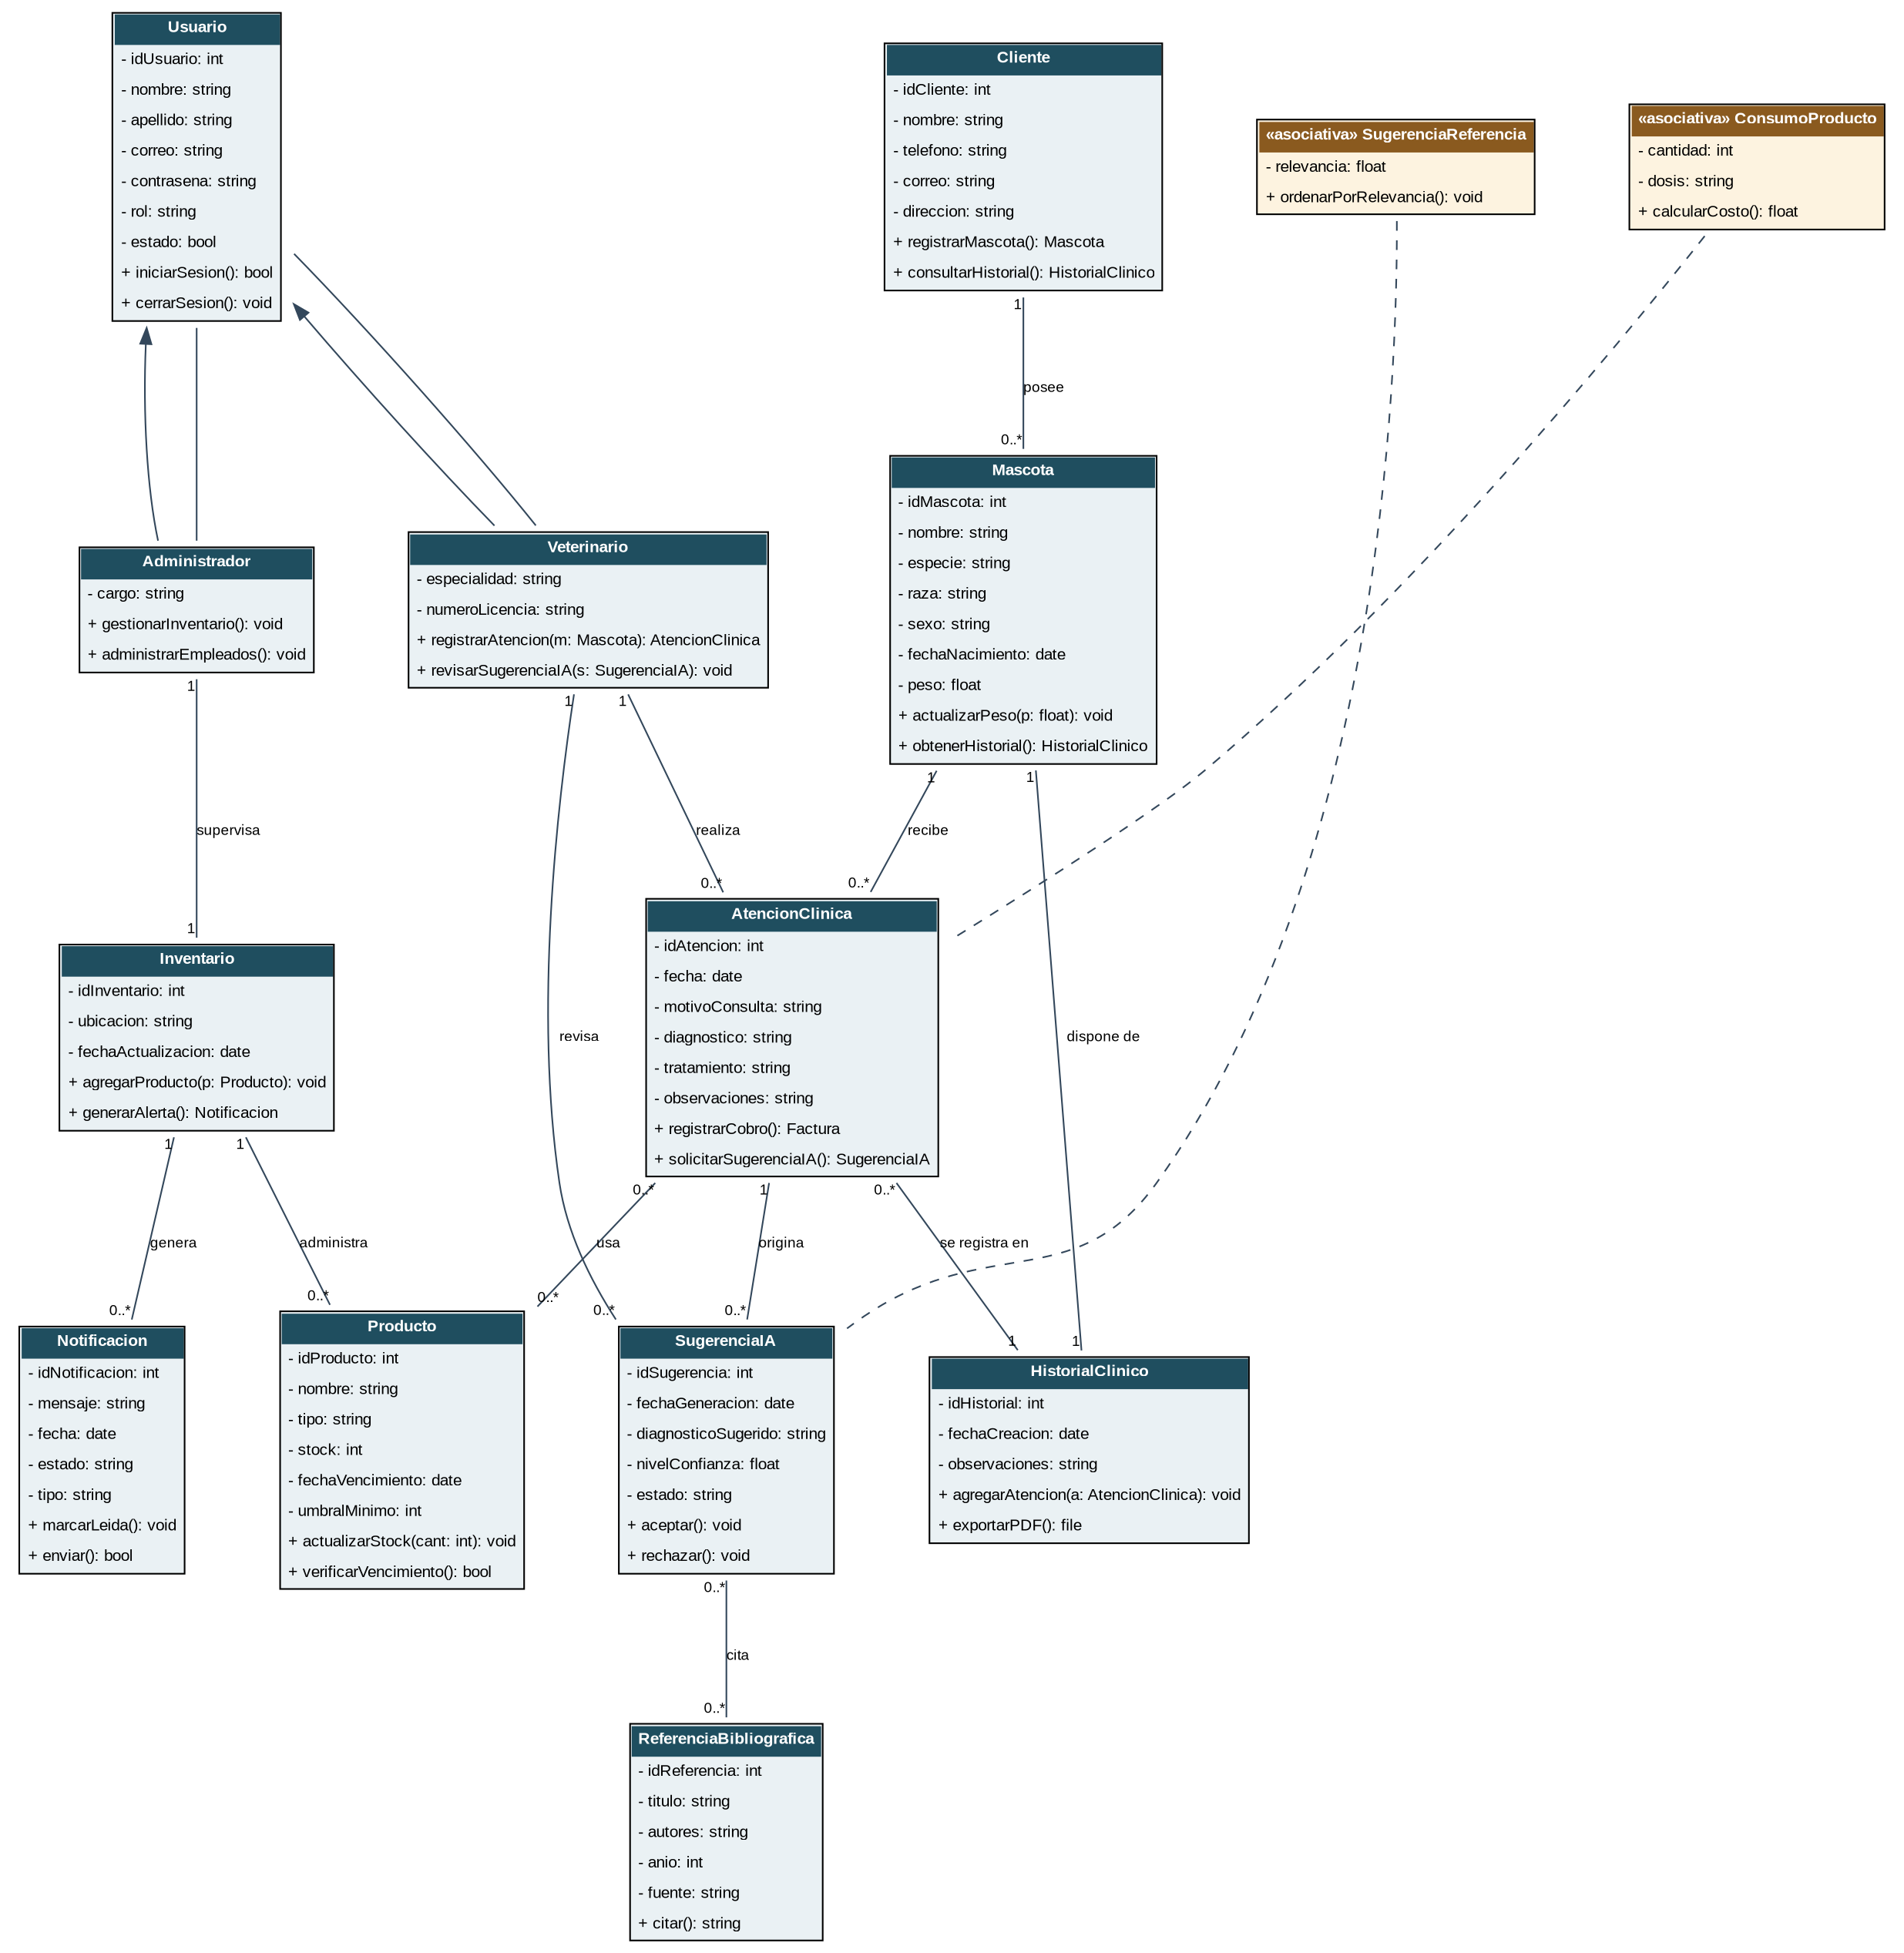 Usuario
- idUsuario: int
- nombre: string
- apellido: string
- correo: string
- contrasena: string
- rol: string
- estado: bool
+ iniciarSesion(): bool
+ cerrarSesion(): void
Cliente
- idCliente: int
- nombre: string
- telefono: string
- correo: string
- direccion: string
+ registrarMascota(): Mascota
+ consultarHistorial(): HistorialClinico
«asociativa» SugerenciaReferencia
- relevancia: float
+ ordenarPorRelevancia(): void
«asociativa» ConsumoProducto
- cantidad: int
- dosis: string
+ calcularCosto(): float
1
posee
0..*
Administrador
- cargo: string
+ gestionarInventario(): void
+ administrarEmpleados(): void
Veterinario
- especialidad: string
- numeroLicencia: string
+ registrarAtencion(m: Mascota): AtencionClinica
+ revisarSugerenciaIA(s: SugerenciaIA): void
Mascota
- idMascota: int
- nombre: string
- especie: string
- raza: string
- sexo: string
- fechaNacimiento: date
- peso: float
+ actualizarPeso(p: float): void
+ obtenerHistorial(): HistorialClinico
1
supervisa
1
1
revisa
0..*
1
realiza
0..*
1
recibe
0..*
1
dispone de
1
Inventario
- idInventario: int
- ubicacion: string
- fechaActualizacion: date
+ agregarProducto(p: Producto): void
+ generarAlerta(): Notificacion
AtencionClinica
- idAtencion: int
- fecha: date
- motivoConsulta: string
- diagnostico: string
- tratamiento: string
- observaciones: string
+ registrarCobro(): Factura
+ solicitarSugerenciaIA(): SugerenciaIA
1
genera
0..*
1
administra
0..*
0..*
usa
0..*
1
origina
0..*
0..*
se registra en
1
Notificacion
- idNotificacion: int
- mensaje: string
- fecha: date
- estado: string
- tipo: string
+ marcarLeida(): void
+ enviar(): bool
Producto
- idProducto: int
- nombre: string
- tipo: string
- stock: int
- fechaVencimiento: date
- umbralMinimo: int
+ actualizarStock(cant: int): void
+ verificarVencimiento(): bool
SugerenciaIA
- idSugerencia: int
- fechaGeneracion: date
- diagnosticoSugerido: string
- nivelConfianza: float
- estado: string
+ aceptar(): void
+ rechazar(): void
HistorialClinico
- idHistorial: int
- fechaCreacion: date
- observaciones: string
+ agregarAtencion(a: AtencionClinica): void
+ exportarPDF(): file
0..*
cita
0..*
ReferenciaBibliografica
- idReferencia: int
- titulo: string
- autores: string
- anio: int
- fuente: string
+ citar(): string